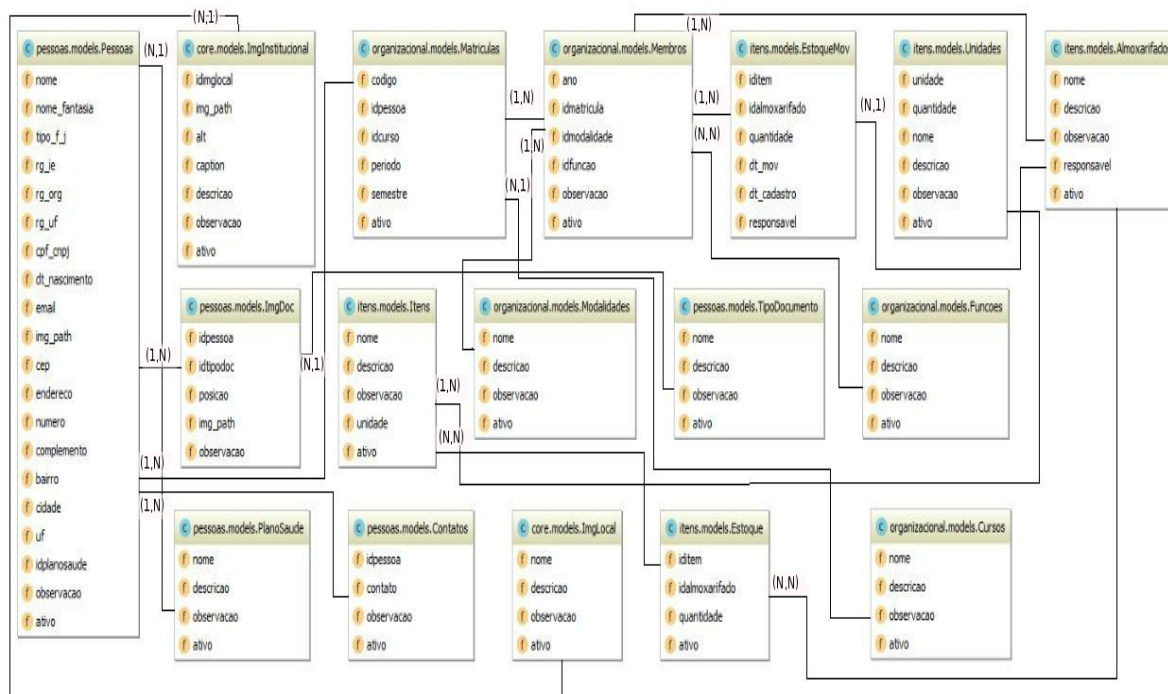 (N;1)
(1,N)
pessoas.models.Pessoas
nome
nome_fantasia
tipo_f_j
rg_ie
rg_org
rg_uf
cpf_cnpj
dt_nascimento
email
img_path
cep
endereco
numero
complemento
bairro
cidade
uf
idplanosaude
observacao
ativo
(N,1)
core.models.ImgInstitucional
idimglocal
img_path
alt
caption
descricao
observacao
ativo
organizacional.models.Matriculas
codigo
idpessoa
idcurso
periodo
semestre
ativo
(1,N)
(1,N)
(N,1)
organizacional.models.Membros
ano
idmatricula
idmodalidade
idfuncao
observacao
ativo
(1,N)
(N,N)
itens.models.EstoqueMov
iditem
idalmoxarifado
quantidade
dt_mov
dt_cadastro
responsavel
(N,1)
itens.models.Unidades
unidade
quantidade
nome
descricao
observacao
ativo
itens.models.Almoxarifado
nome
descricao
observacao
responsavel
ativo
pessoas.models.ImgDoc
idpessoa
idtipodoc
posicao
img_path
observacao
(1,N)
(N,1)
itens.models.Itens
nome
descricao
observacao
unidade
ativo
(1,N)
(N,N)
organizacional.models.Modalidades
nome
descricao
observacao
ativo
pessoas.models.TipoDocumento
nome
descricao
observacao
ativo
organizacional.models.Funcoes
nome
descricao
observacao
ativo
(1,N)
(1,N)
pessoas.models.PlanoSaude
nome
descricao
observacao
ativo
pessoas.models.Contatos
idpessoa
contato
observacao
ativo
core.models.ImgLocal
nome
descricao
observacao
ativo
itens.models.Estoque
iditem
idalmoxarifado
quantidade
ativo
(N,N)
organizacional.models.Cursos
nome
descricao
observacao
ativo